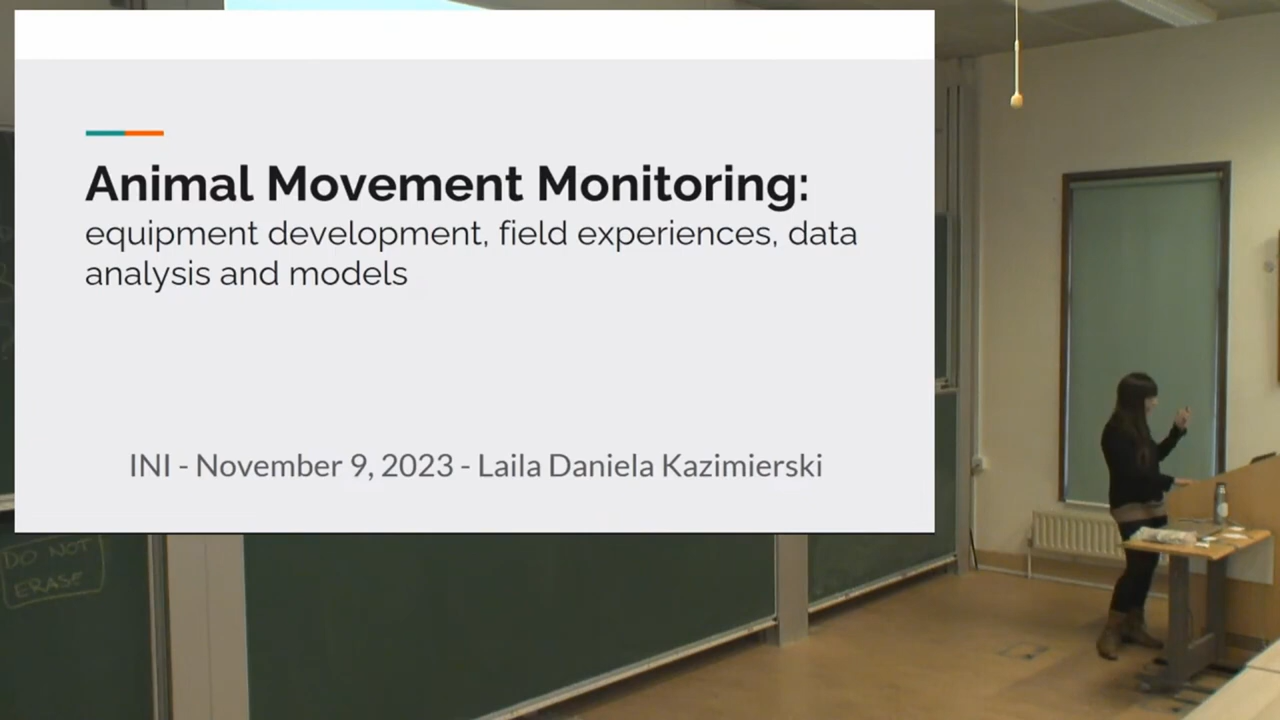 Animal Movement Monitoring:
equipment development, field experiences, data
analysis and models
INI - November 9, 2023 - Laila Daniela Kazimierski
DO NOT
ERASE